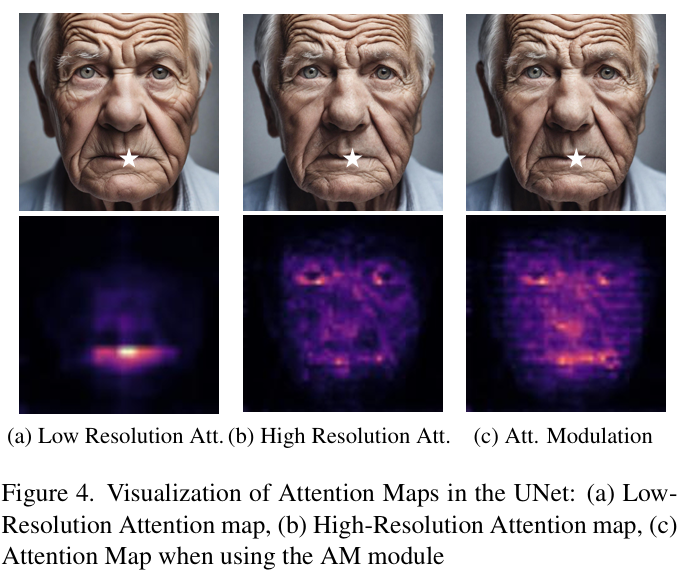 (a) Low Resolution Att. (b) High Resolution Att. (c) Att. Modulation
Figure 4. Visualization of Attention Maps in the UNet: (a) Low-
Resolution Attention map, (b) High-Resolution Attention map, (c)
Attention Map when using the AM module